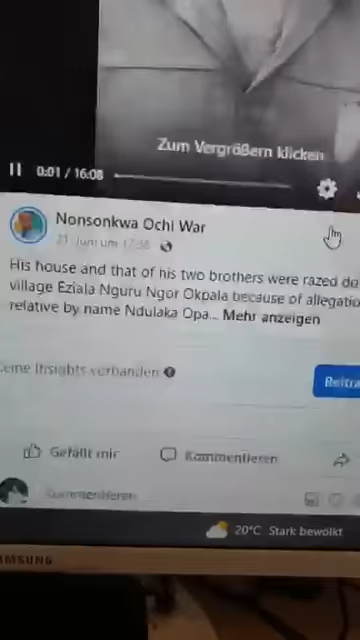 Zum Vergrößern klicken
0:01 / 16:08
Nonsonkwa Ochi War
21. Juni um 17:38
His house and that of his two brothers were razed do
village Eziala Nguru Ngor Okpala because of allegatio
relative by name Ndulaka Opa... Mehr anzeigen
eine Insights vorhanden
Beitra
Gefällt mir
Kommentieren
Kommentieren
20°C Stark bewölkt
AMSUNG